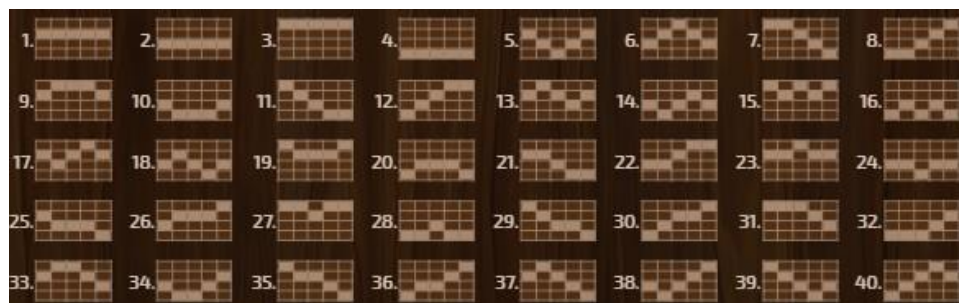 1. 2. 3. 4. 5. 6. 7. 8.
9. 10. 11. 12. 13. 14. 15. 16.
17. 18. 19. 20. 21. 22. 23. 24.
25. 26. 27. 28. 29. 30. 31. 32.
33. 34. 35. 36. 37. 38. 39. 40.